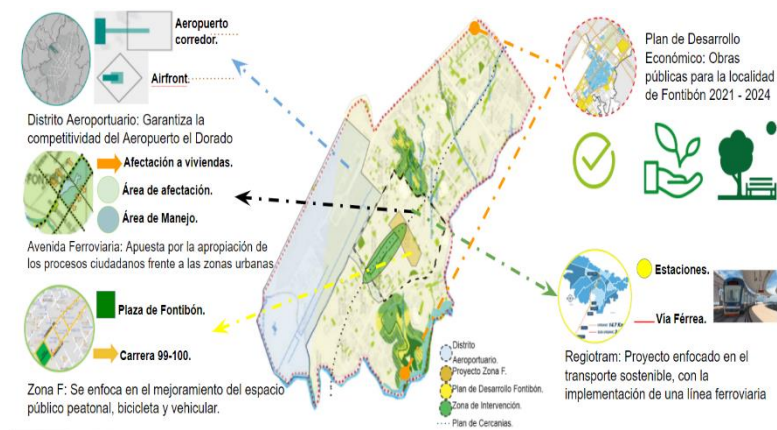 Aeropuerto
corredor.
Airfront.
Distrito Aeroportuario: Garantiza la
competitividad del Aeropuerto el Dorado
Afectación a viviendas.
Área de afectación.
Área de Manejo.
Avenida Ferroviaria: Apuesta por la apropiación de
los procesos ciudadanos frente a las zonas urbanas
Plaza de Fontibón.
Carrera 99-100.
Zona F: Se enfoca en el mejoramiento del espacio
público peatonal, bicicleta y vehicular.
Distrito
Aeroportuario.
Proyecto Zona F.
Plan de Desarrollo Fontibón.
Zona de Intervención.
Plan de Cercanias.
Plan de Desarrollo
Económico: Obras
públicas para la localidad
de Fontibón 2021 - 2024
Estaciones.
Via Férrea.
Regiotram: Proyecto enfocado en el
transporte sostenible, con la
implementación de una línea ferroviaria